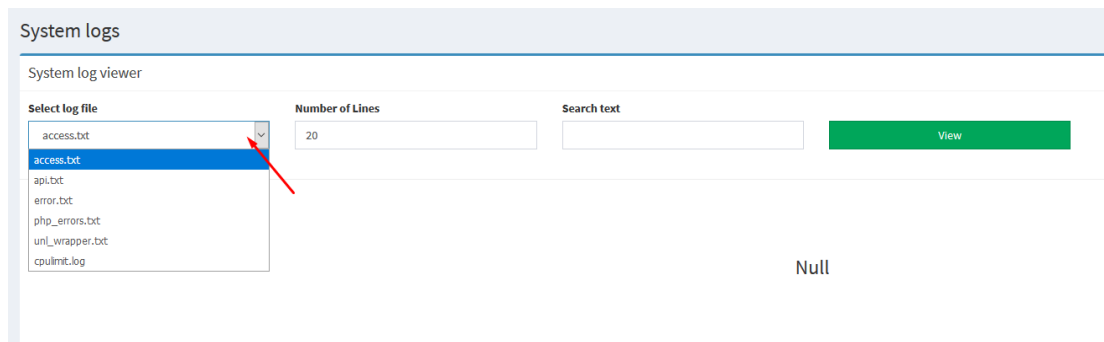 System logs
System log viewer
Select log file
Number of Lines
Search text
access.txt
20
View
access.txt
api.txt
error.txt
php_errors.txt
unl_wrapper.txt
cpulimit.log
Null